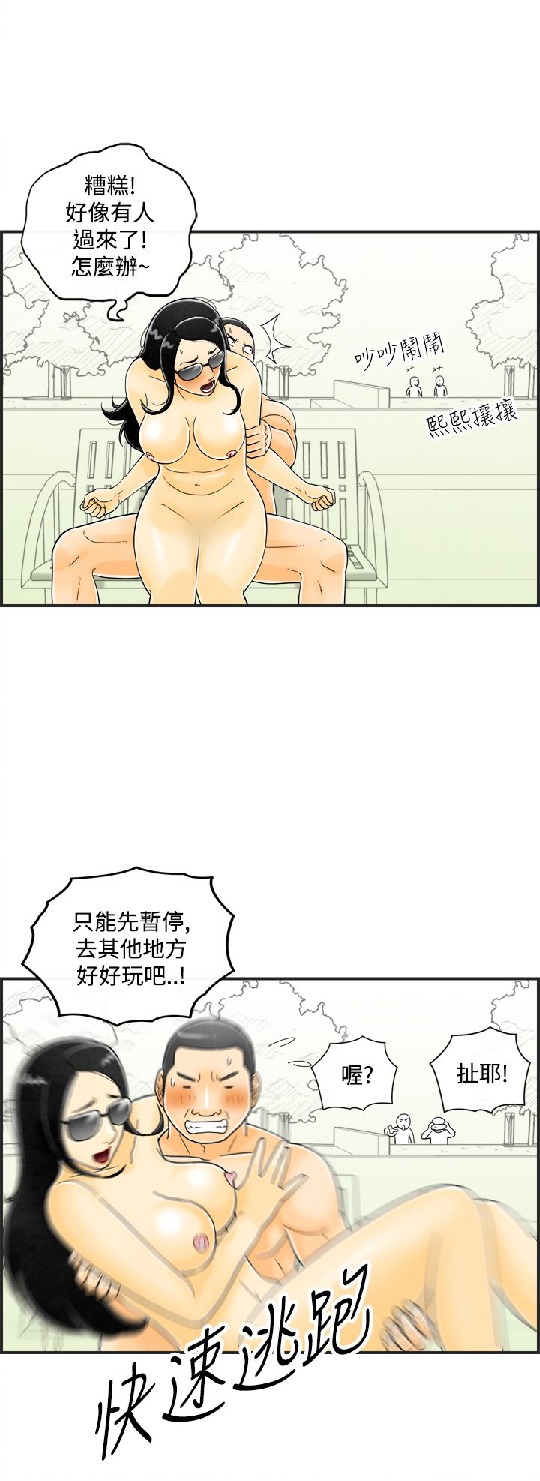 糟糕!
好像有人
過來了!
怎麼辦~
吵吵鬧鬧
熙熙攘攘
只能先暫停,
去其他地方
好好玩吧..!
喔?
扯耶!
快速逃跑